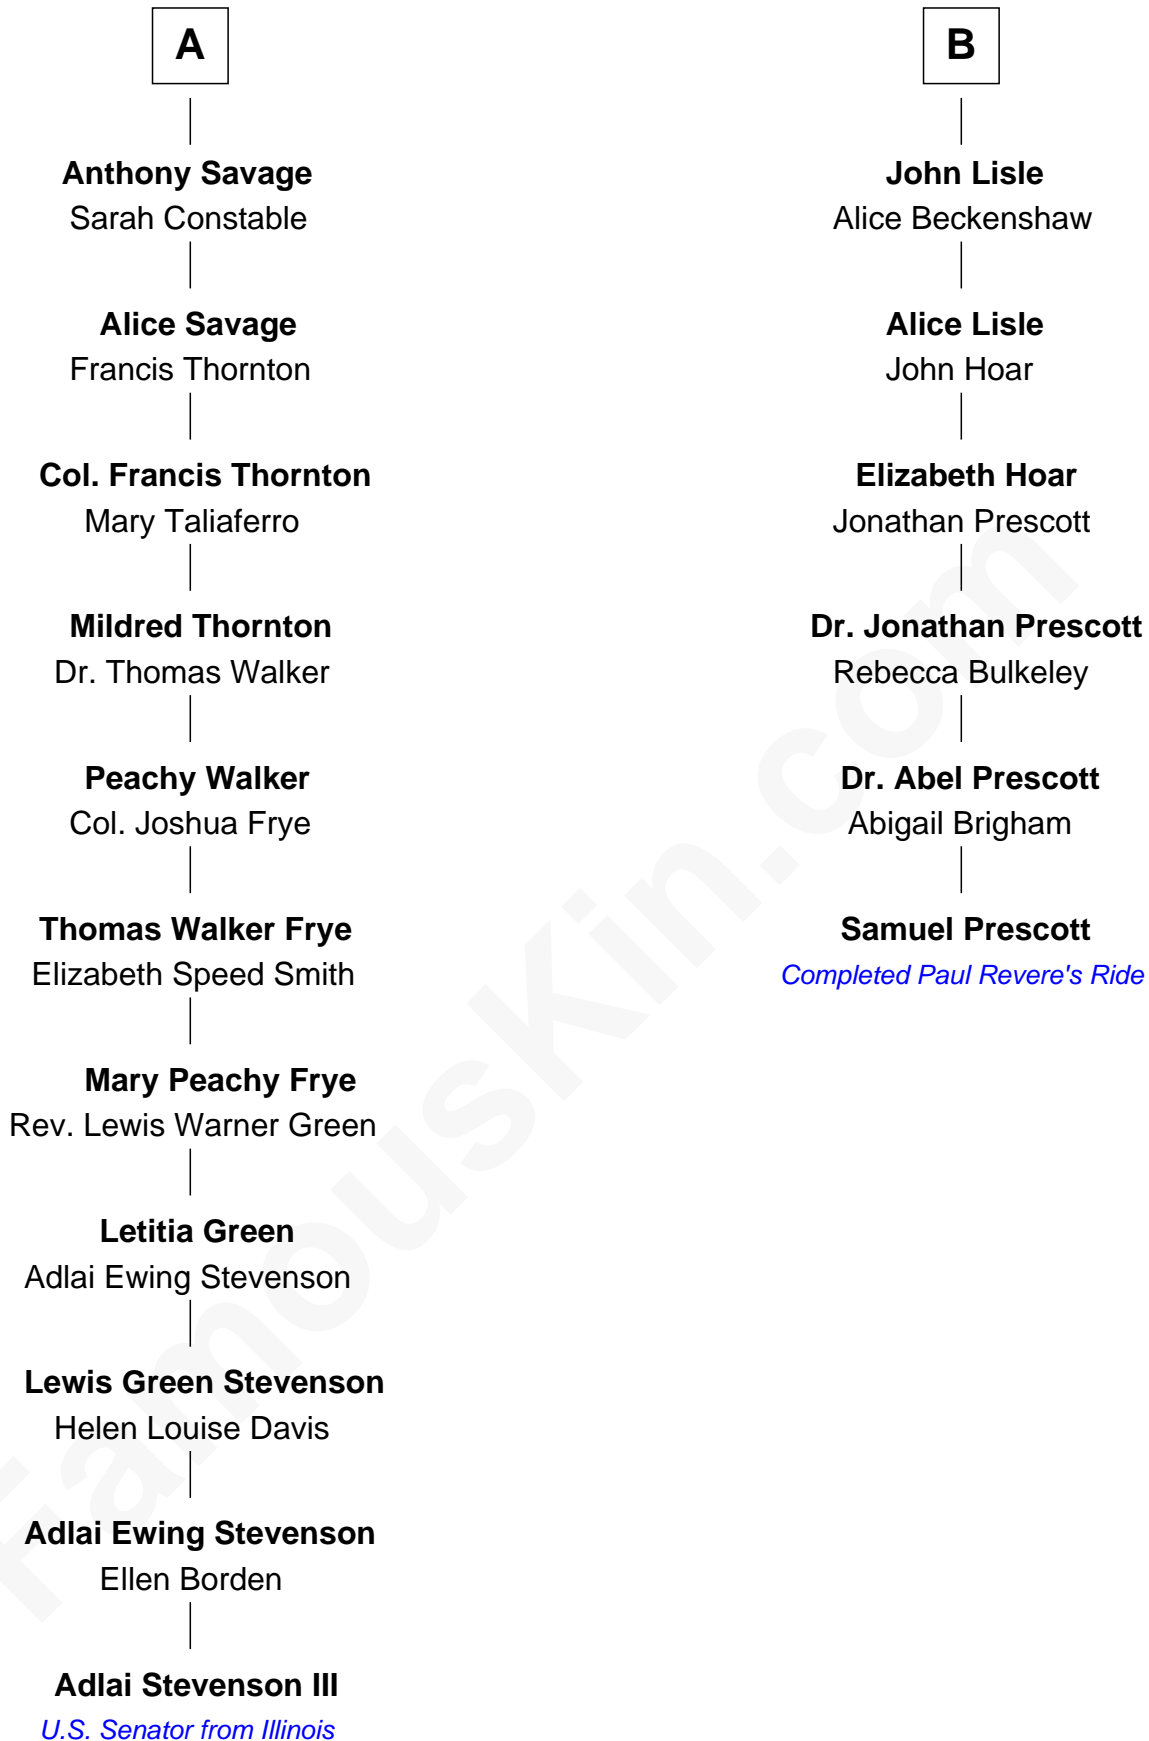 A
Anthony Savage
Sarah Constable
Alice Savage
Francis Thornton
Col. Francis Thornton
Mary Taliaferro
Mildred Thornton
Dr. Thomas Walker
Peachy Walker
Col. Joshua Frye
Thomas Walker Frye
Elizabeth Speed Smith
Mary Peachy Frye
Rev. Lewis Warner Green
Letitia Green
Adlai Ewing Stevenson
Lewis Green Stevenson
Helen Louise Davis
Adlai Ewing Stevenson
Ellen Borden
Adlai Stevenson III
U.S. Senator from Illinois
B
John Lisle
Alice Beckenshaw
Alice Lisle
John Hoar
Elizabeth Hoar
Jonathan Prescott
Dr. Jonathan Prescott
Rebecca Bulkeley
Dr. Abel Prescott
Abigail Brigham
Samuel Prescott
Completed Paul Revere's Ride
FamousKin.com